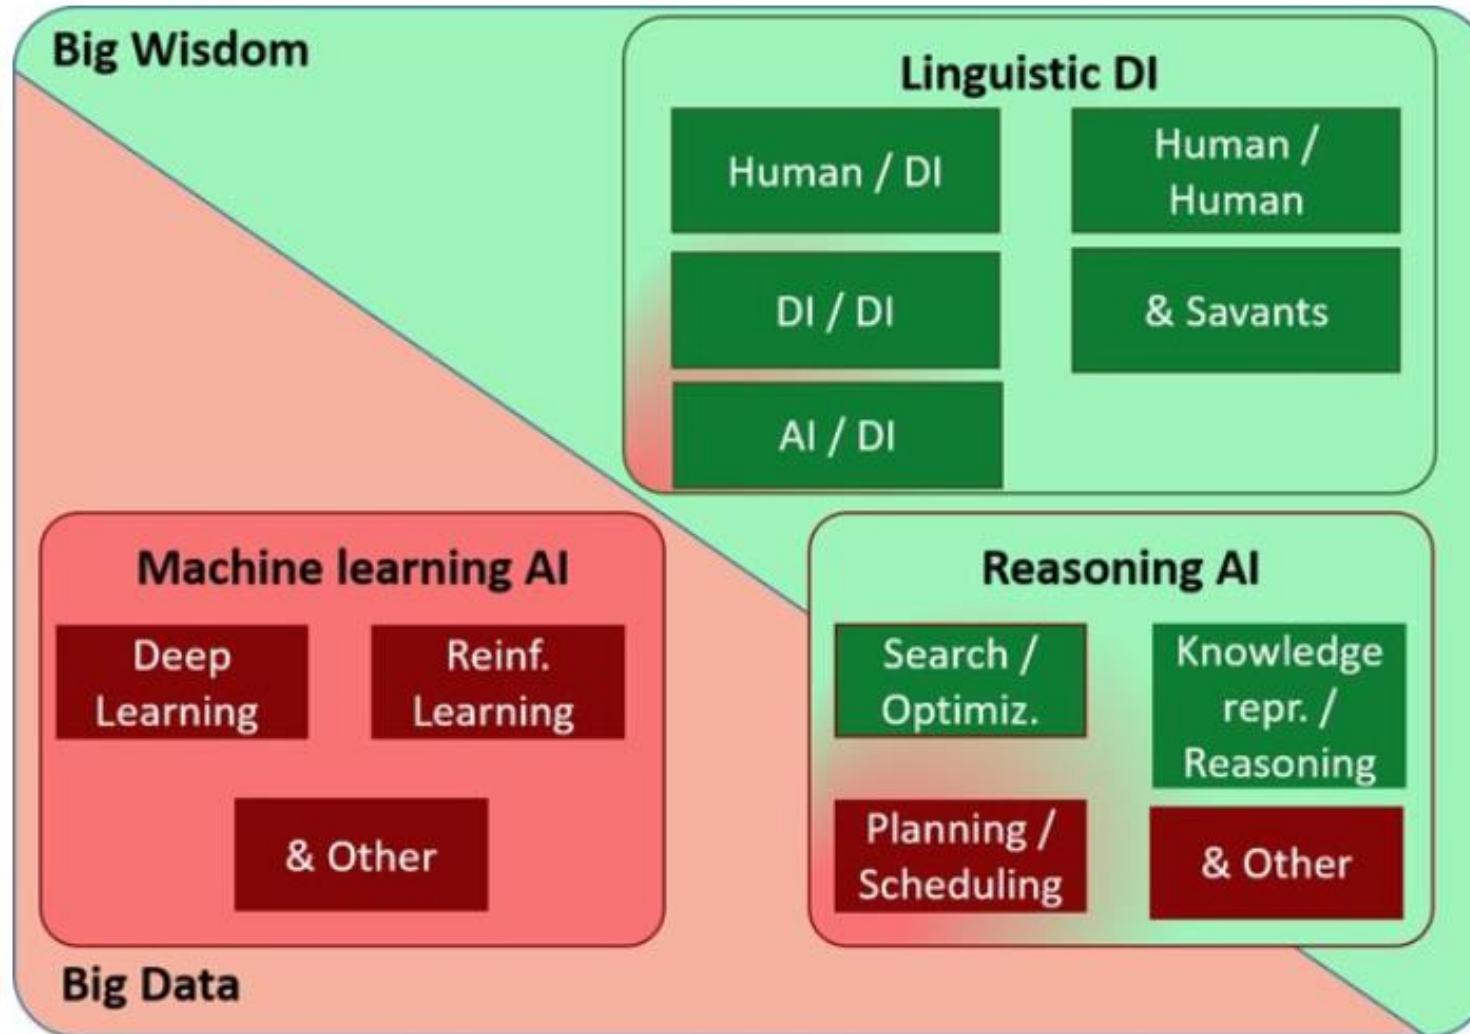 Big Wisdom
Linguistic DI
Human / DI
Human /
Human
DI / DI
& Savants
AI / DI
Machine learning AI
Deep
Learning
Reinf.
Learning
& Other
Reasoning AI
Search /
Optimiz.
Knowledge
repr. /
Reasoning
Planning /
Scheduling
& Other
Big Data